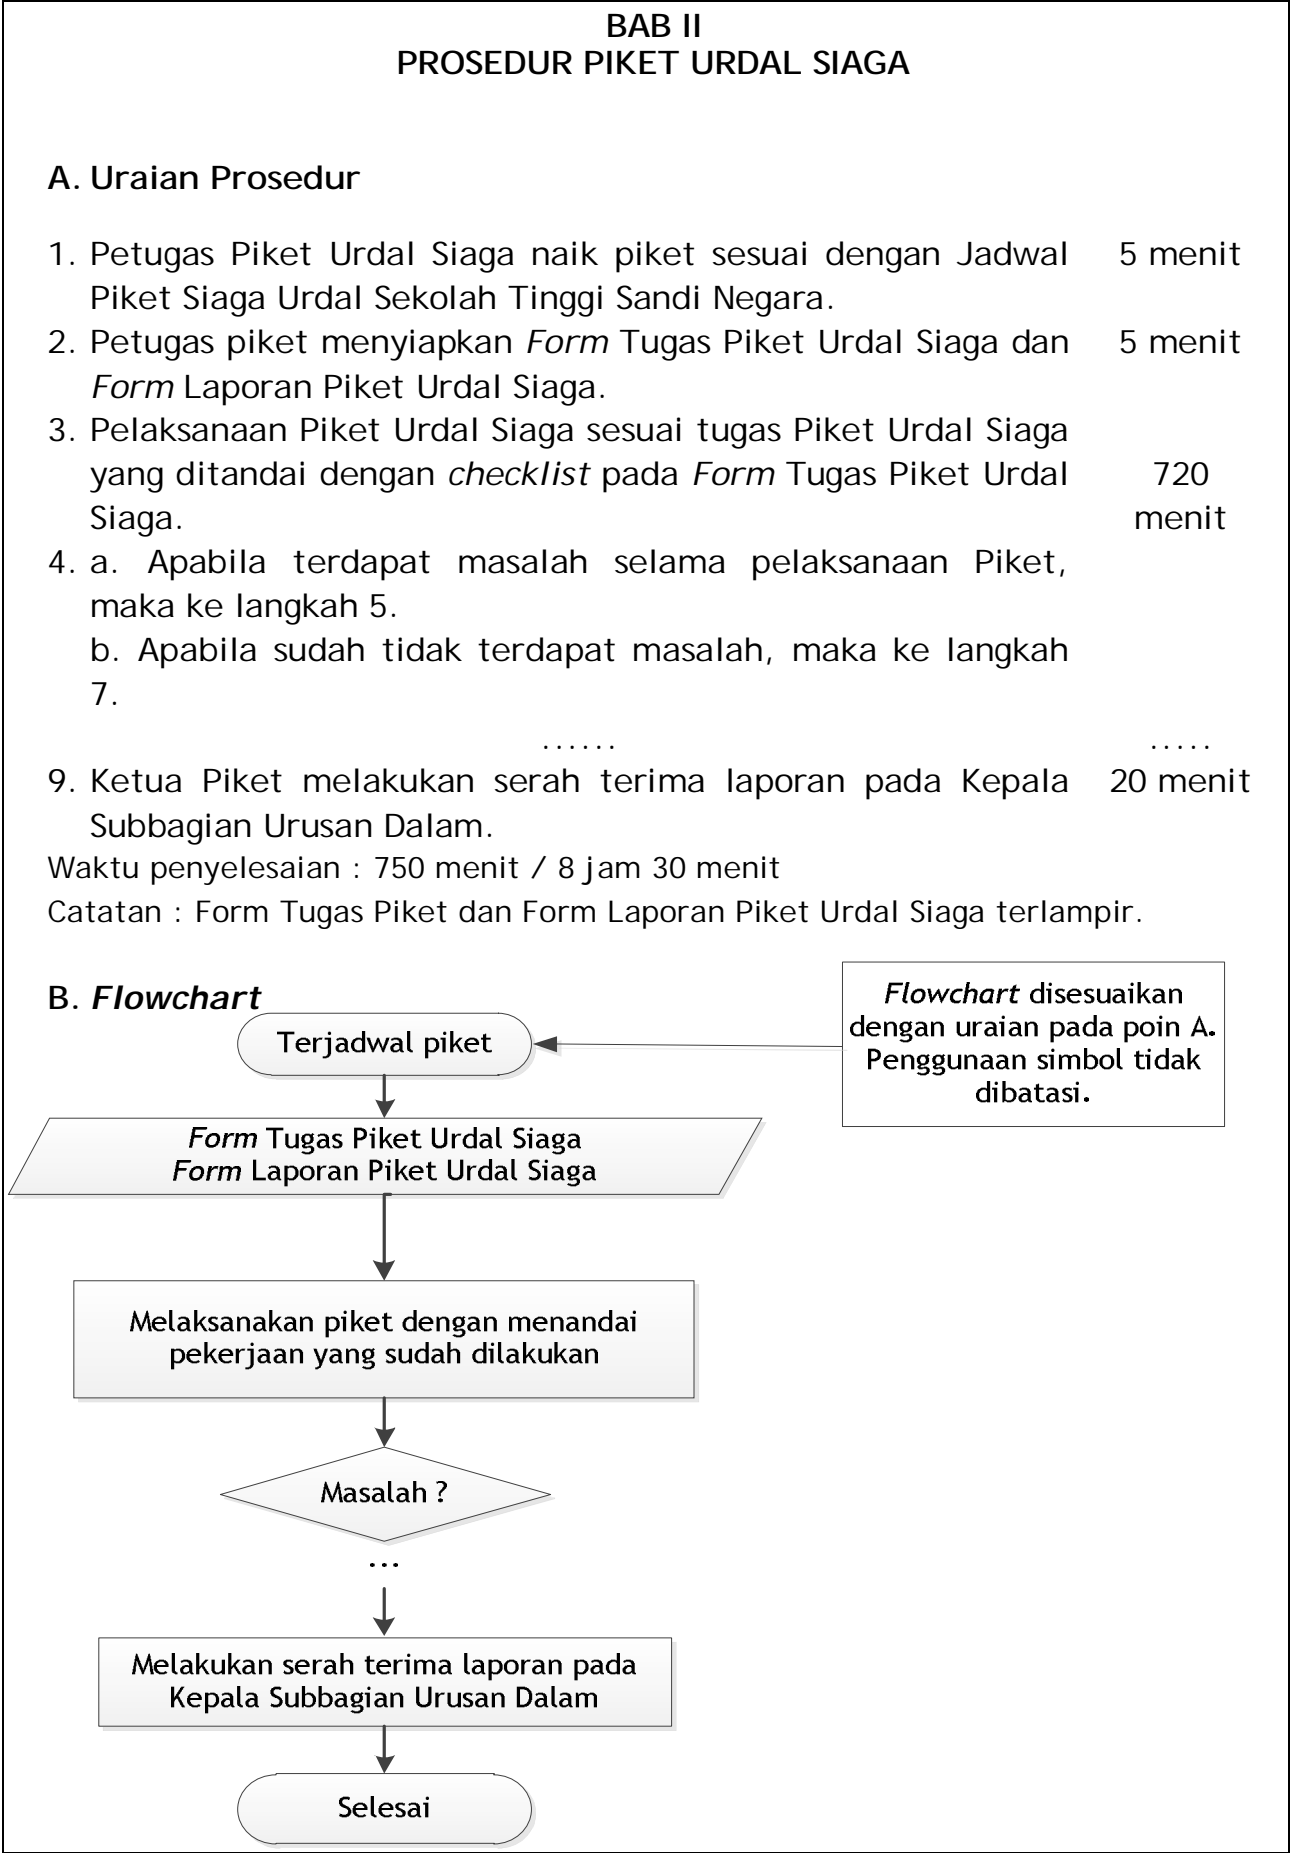 BAB II
PROSEDUR PIKET URDAL SIAGA
A. Uraian Prosedur
1. Petugas Piket Urdal Siaga naik piket sesuai dengan Jadwal 5 menit
Piket Siaga Urdal Sekolah Tinggi Sandi Negara.
2. Petugas piket menyiapkan Form Tugas Piket Urdal Siaga dan 5 menit
Form Laporan Piket Urdal Siaga.
3. Pelaksanaan Piket Urdal Siaga sesuai tugas Piket Urdal Siaga
yang ditandai dengan checklist pada Form Tugas Piket Urdal 720
Siaga. menit
4. a. Apabila terdapat masalah selama pelaksanaan Piket,
maka ke langkah 5.
b. Apabila sudah tidak terdapat masalah, maka ke langkah
7.
...... .....
9. Ketua Piket melakukan serah terima laporan pada Kepala 20 menit
Subbagian Urusan Dalam.
Waktu penyelesaian : 750 menit / 8 jam 30 menit
Catatan : Form Tugas Piket dan Form Laporan Piket Urdal Siaga terlampir.
B. Flowchart
Flowchart disesuaikan
dengan uraian pada poin A.
Penggunaan simbol tidak
dibatasi.
Terjadwal piket
Form Tugas Piket Urdal Siaga
Form Laporan Piket Urdal Siaga
Melaksanakan piket dengan menandai
pekerjaan yang sudah dilakukan
Masalah ?
...
Melakukan serah terima laporan pada
Kepala Subbagian Urusan Dalam
Selesai